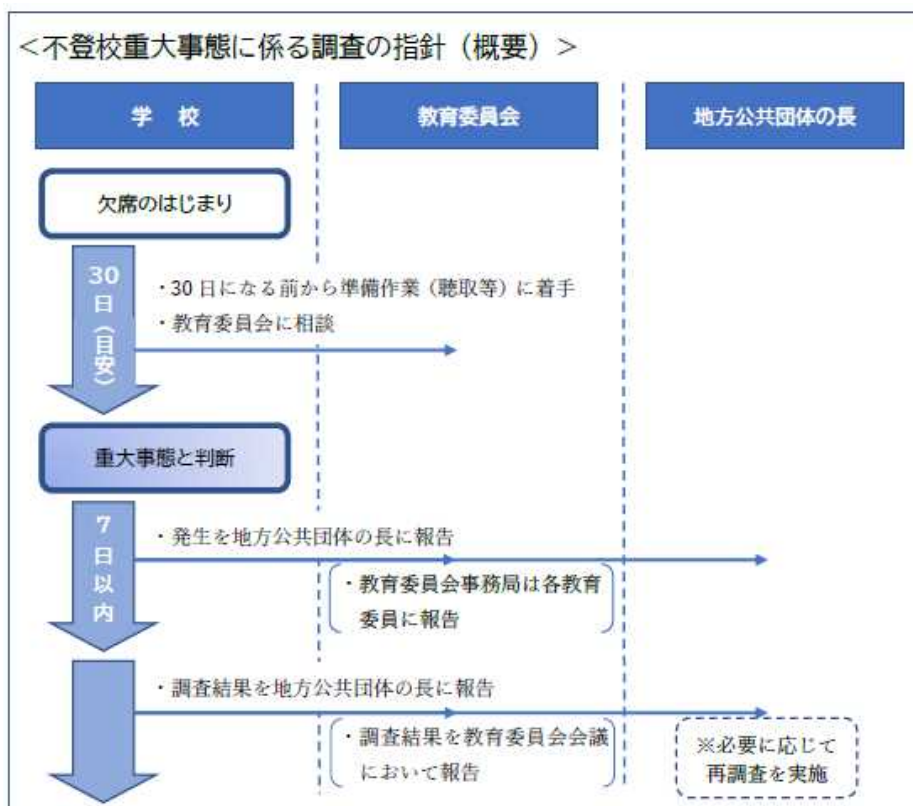 ＜不登校重大事態に係る調査の指針（概要）＞
学 校
教育委員会
地方公共団体の長
欠席のはじまり
30日（目安）
・30日になる前から準備作業（聴取等）に着手
・教育委員会に相談
重大事態と判断
7日以内
・発生を地方公共団体の長に報告
・教育委員会事務局は各教育
委員に報告
・調査結果を地方公共団体の長に報告
・調査結果を教育委員会会議
において報告
※必要に応じて
再調査を実施